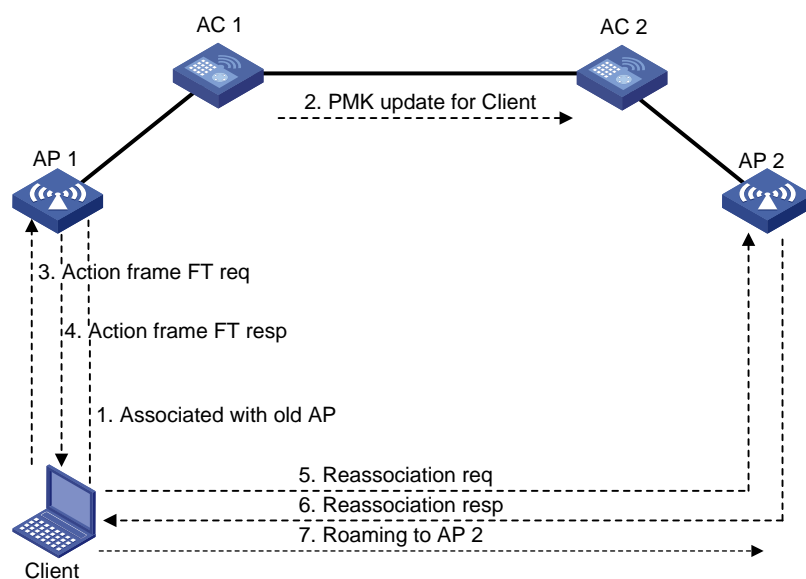 AC 1
AC 2
2. PMK update for Client
AP 1
AP 2
3. Action frame FT req
4. Action frame FT resp
1. Associated with old AP
5. Reassociation req
6. Reassociation resp
7. Roaming to AP 2
Client